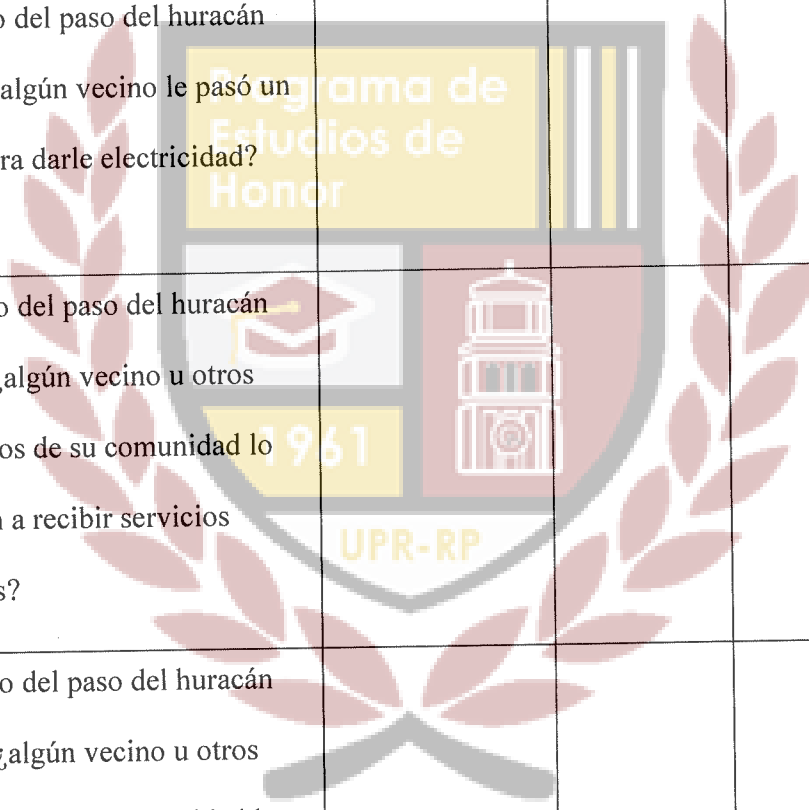 o del paso del huracán
algún vecino le pasó un
ra darle electricidad?
o del paso del huracán
¿algún vecino u otros
os de su comunidad lo
a recibir servicios
s?
o del paso del huracán
¿algún vecino u otros
Programa de
Estudios de
Honor
1961
UPR-RP